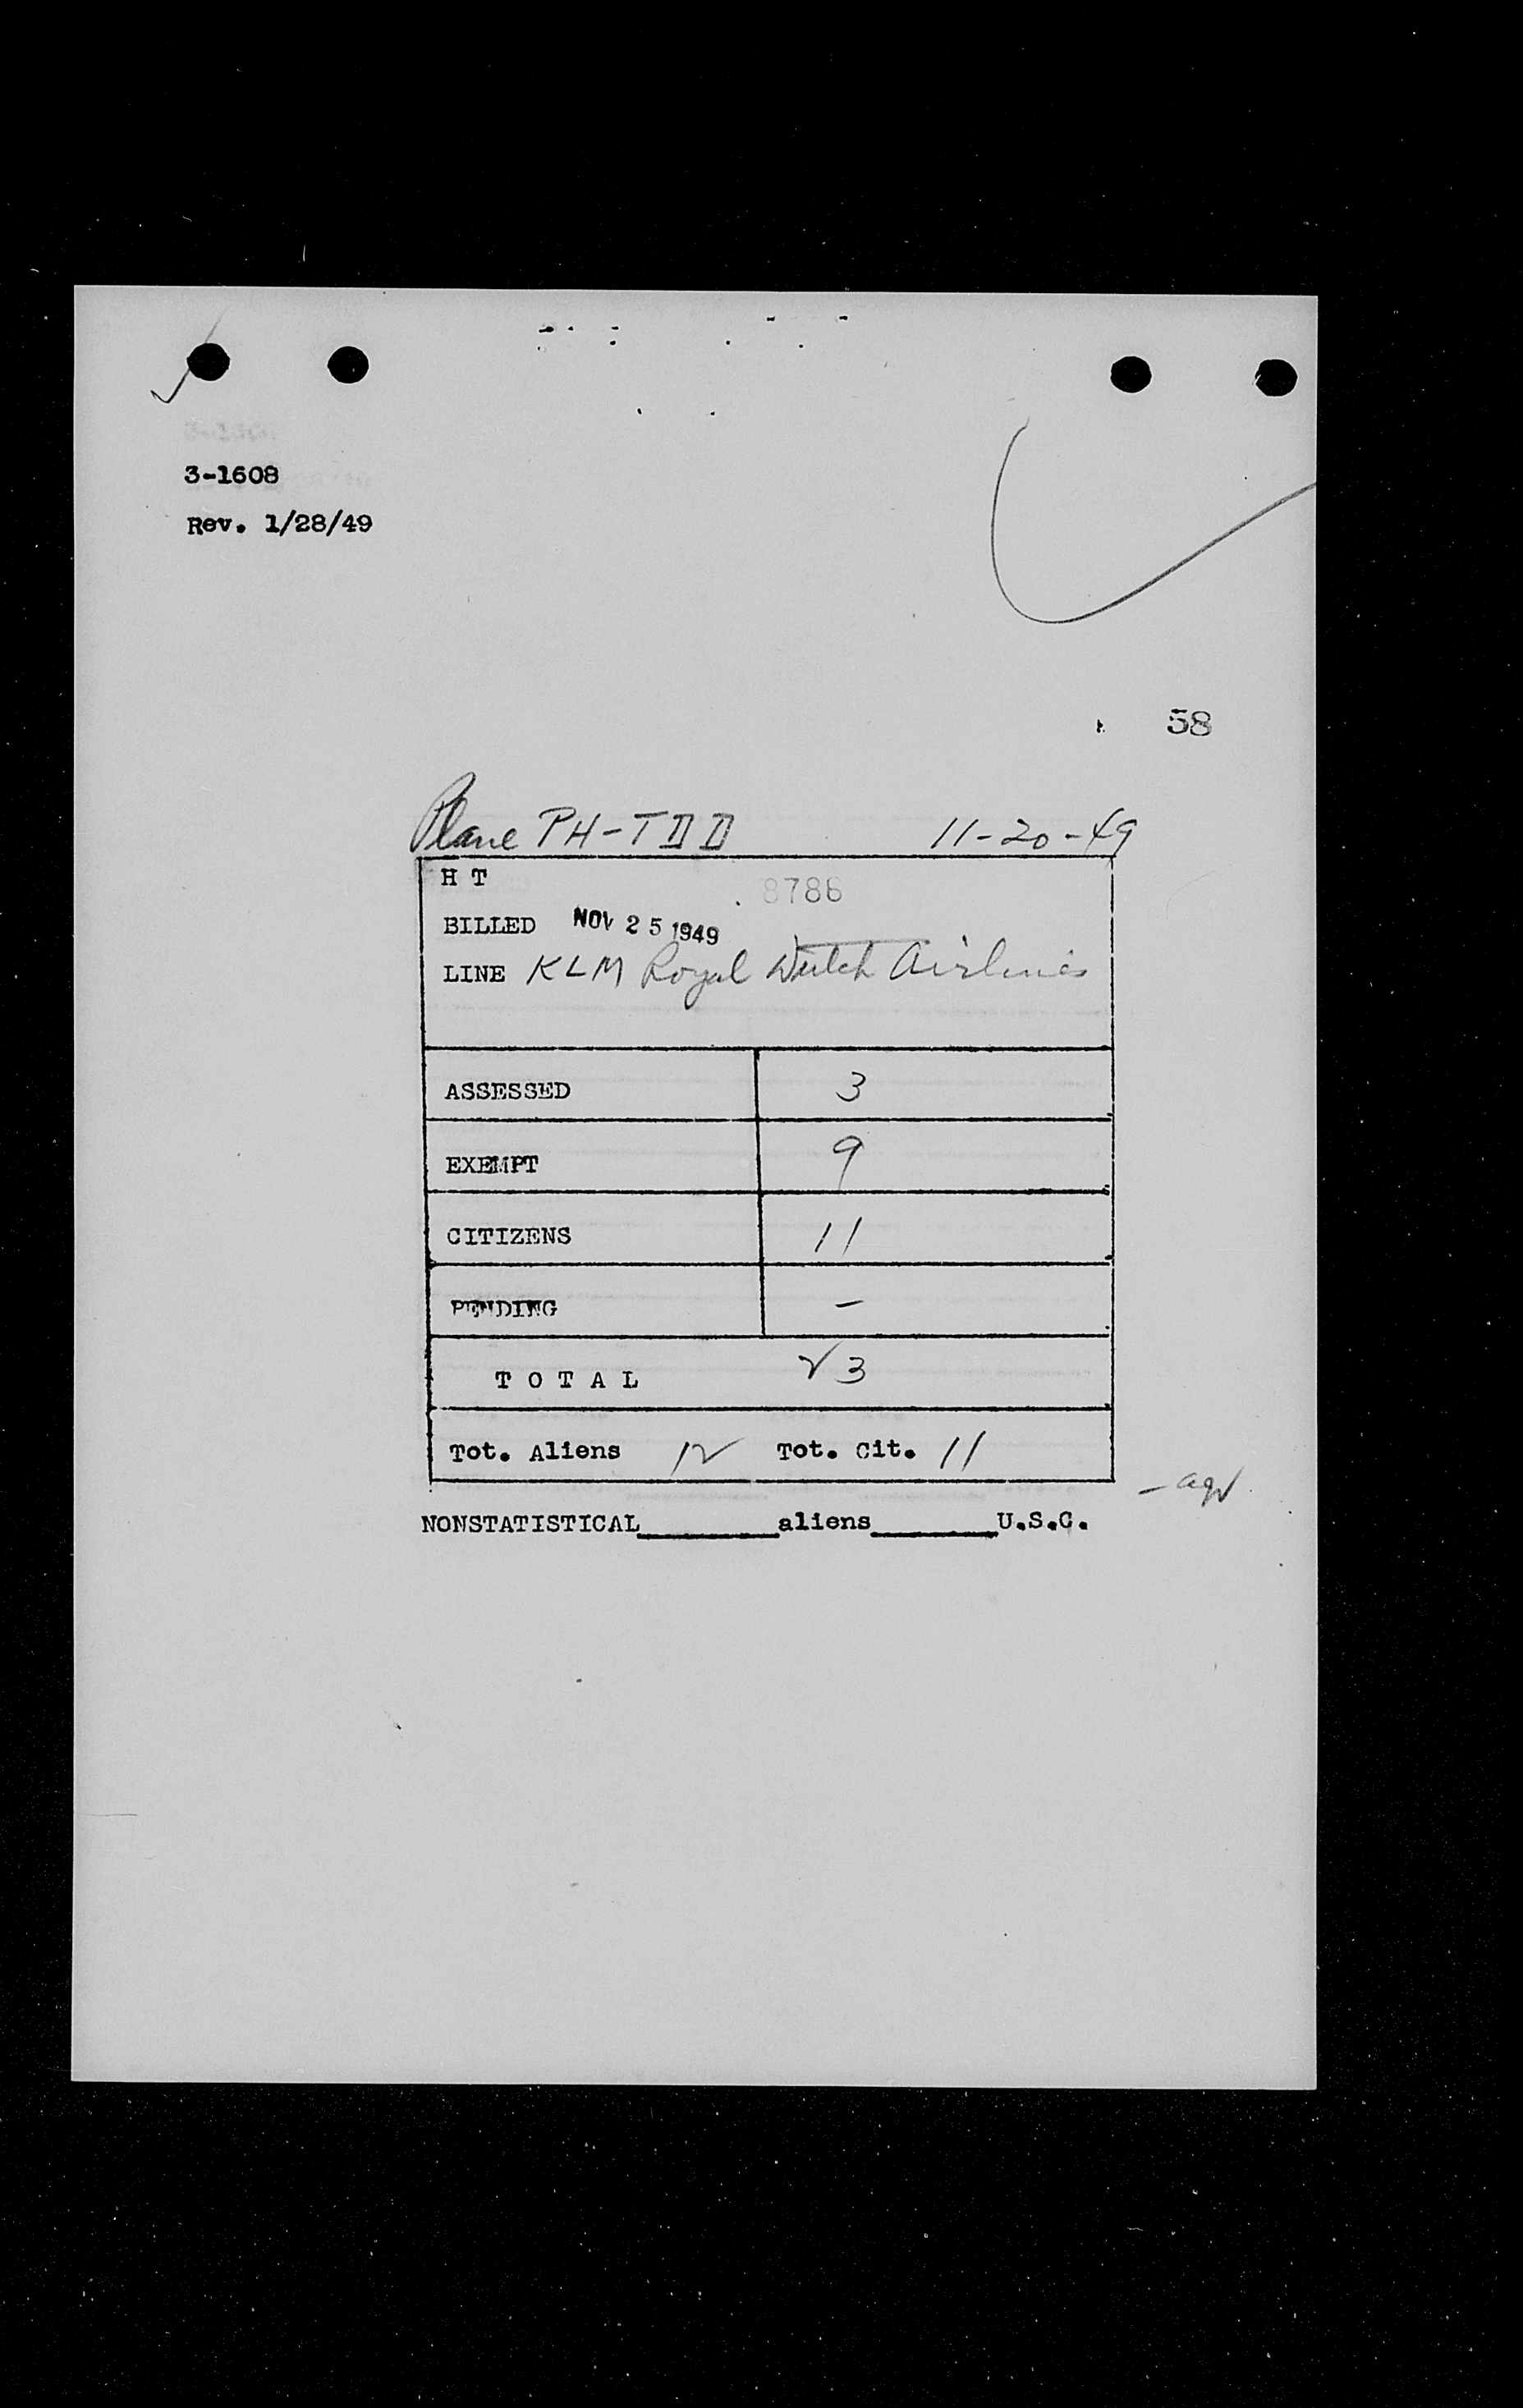 3-1608
Rev. 1/28/49
58
Plane PH-TDD 11-20-49
H T
8786
BILLED NOV 25 1949
LINE KLM Royal Dutch Airlines
ASSESSED 3
EXEMPT 9
CITIZENS 11
PENDING -
TOTAL 23
Tot. Aliens 12 Tot. Cit. 11
NONSTATISTICAL________aliens________U.S.C.